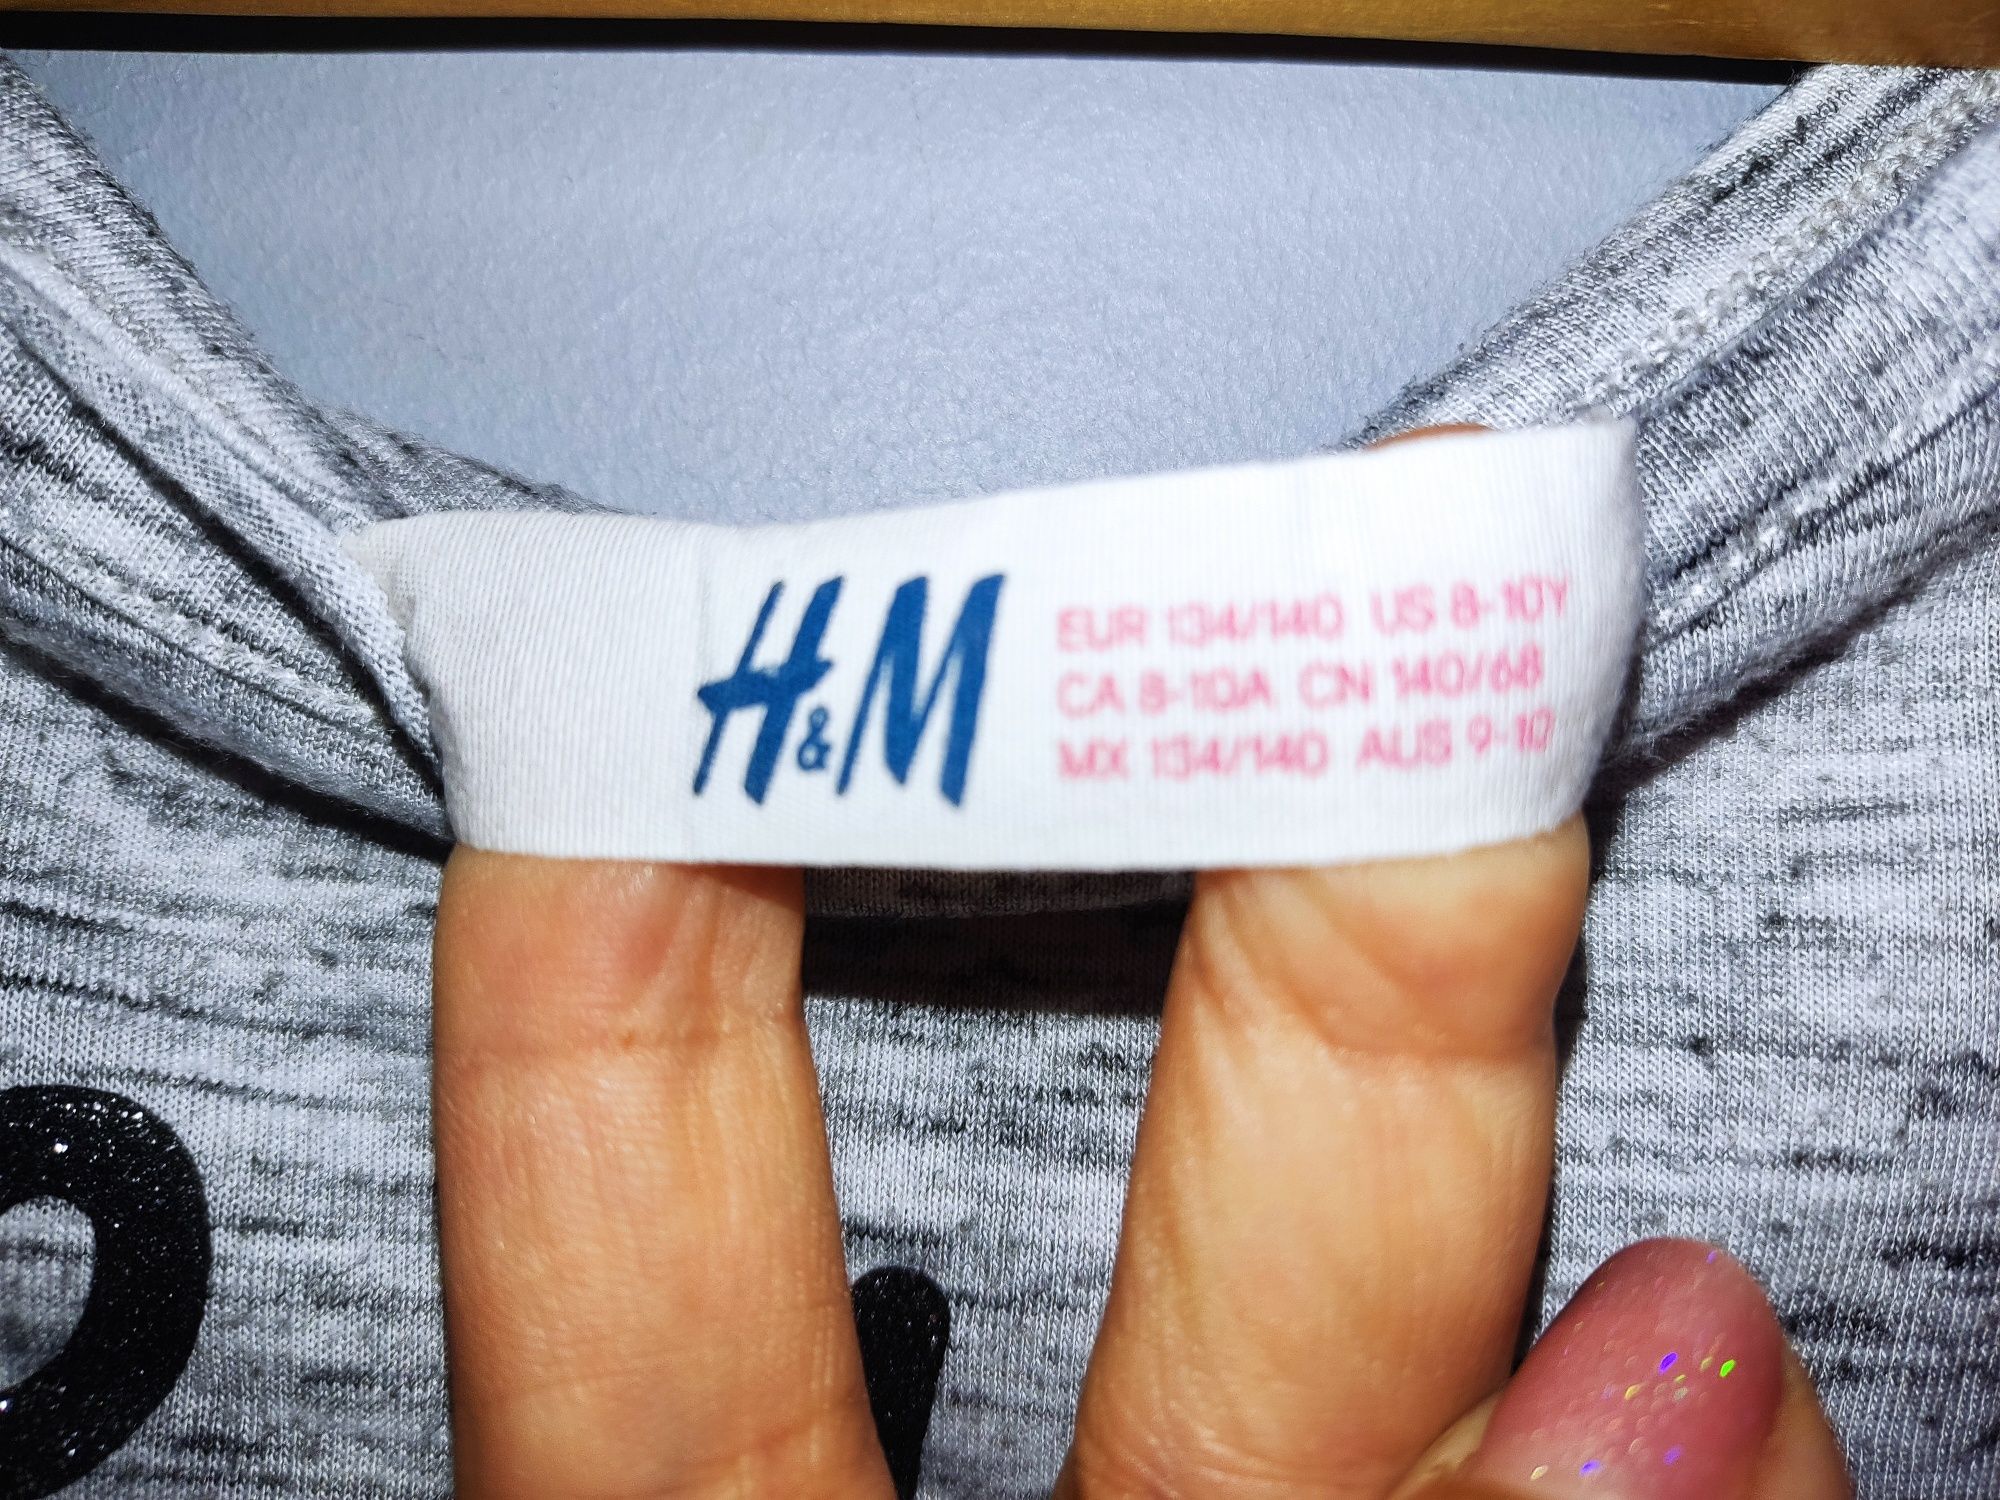 H&M
EUR 134/140 US 8-10Y
CA 8-10A CN 140/68
MX 134/140 AUS 9-10